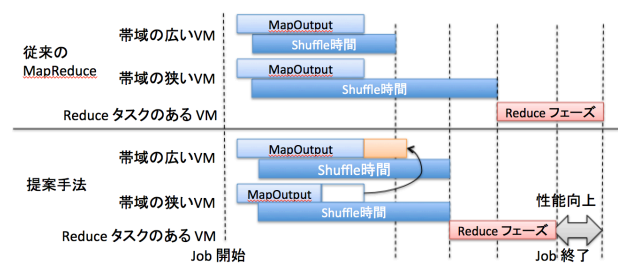 従来の
MapReduce
帯域の広いVM
MapOutput
Shuffle時間
帯域の狭いVM
MapOutput
Shuffle時間
Reduce タスクのある VM
Reduce フェーズ
提案手法
帯域の広いVM
MapOutput
Shuffle時間
帯域の狭いVM
MapOutput
Shuffle時間
性能向上
Reduce タスクのある VM
Reduce フェーズ
Job 開始
Job 終了